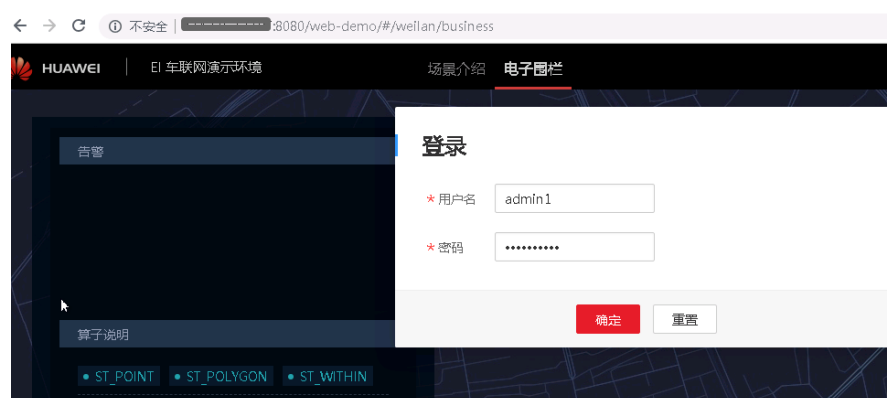 不安全 | :8080/web-demo/#/weilan/business
HUAWEI | EI 车联网演示环境 场景介绍 电子围栏
告警
登录
* 用户名 admin1
* 密码 ••••••••••
确定 重置
算子说明
• ST_POINT • ST_POLYGON • ST_WITHIN